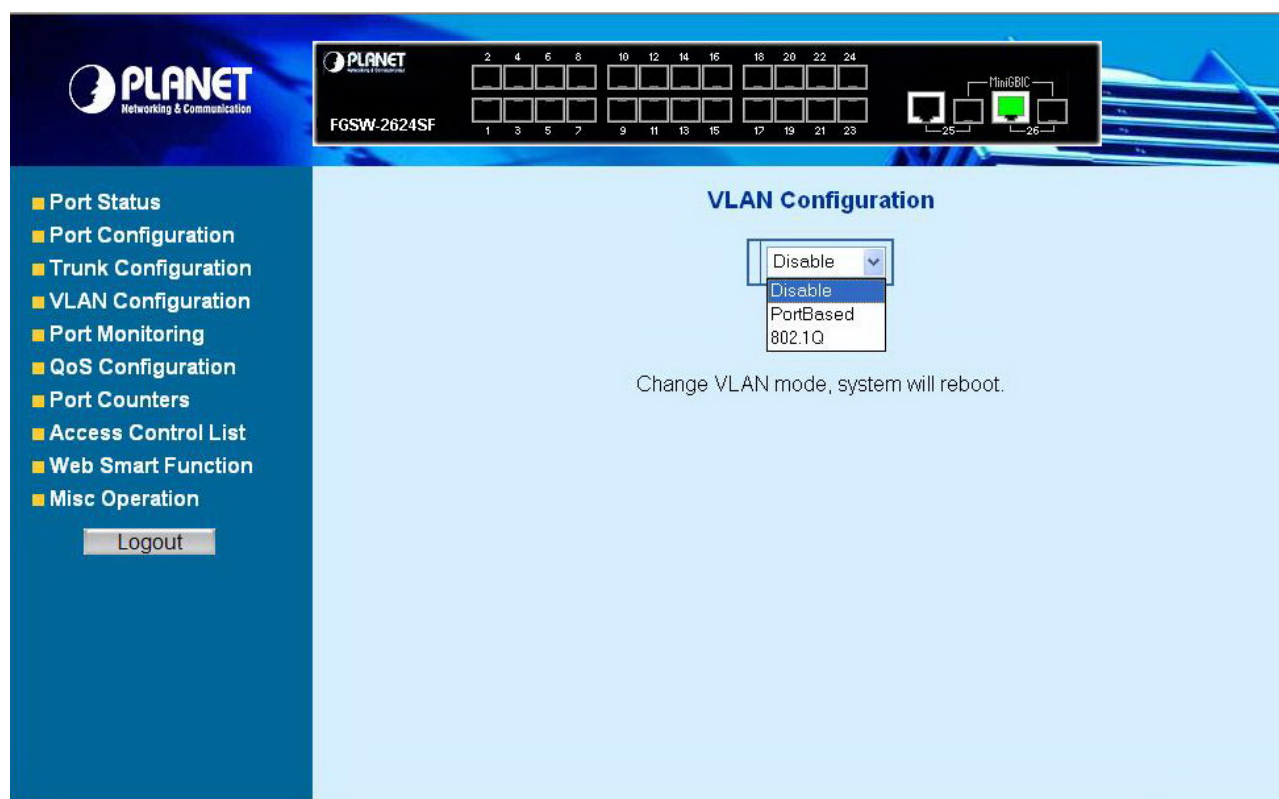 PLANET
Networking & Communication
PLANET
Networking & Communication
FGSW-2624SF
2 4 6 8 10 12 14 16 18 20 22 24
1 3 5 7 9 11 13 15 17 19 21 23
MiniGBIC
25 26
Port Status
Port Configuration
Trunk Configuration
VLAN Configuration
Port Monitoring
QoS Configuration
Port Counters
Access Control List
Web Smart Function
Misc Operation
Logout
VLAN Configuration
Disable
Disable
PortBased
802.1Q
Change VLAN mode, system will reboot.